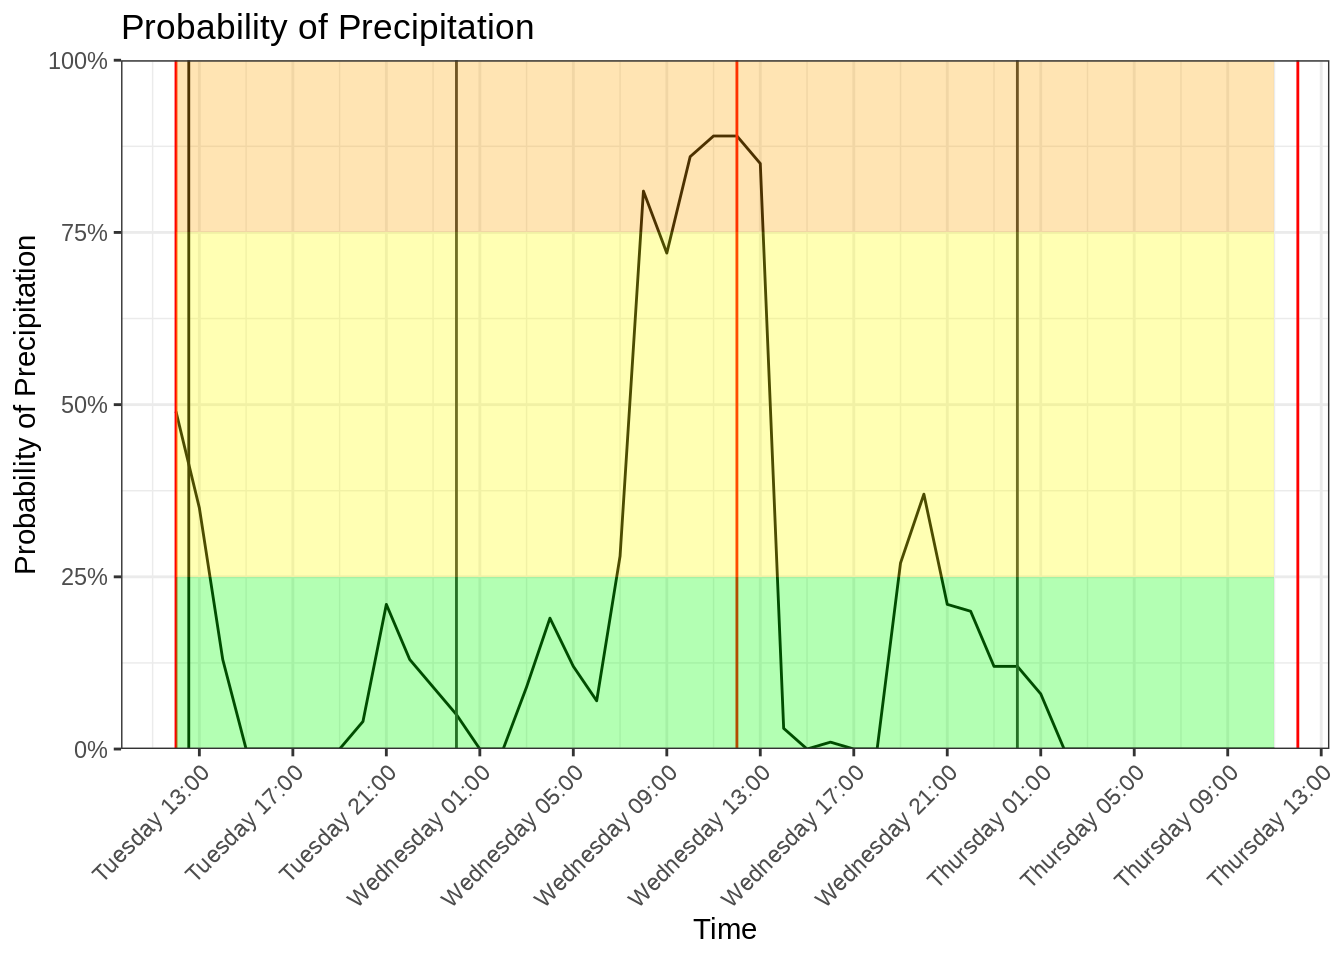 Probability of Precipitation
Probability of Precipitation
100%
75%
50%
25%
0%
Tuesday 13:00
Tuesday 17:00
Tuesday 21:00
Wednesday 01:00
Wednesday 05:00
Wednesday 09:00
Wednesday 13:00
Wednesday 17:00
Wednesday 21:00
Thursday 01:00
Thursday 05:00
Thursday 09:00
Thursday 13:00
Time